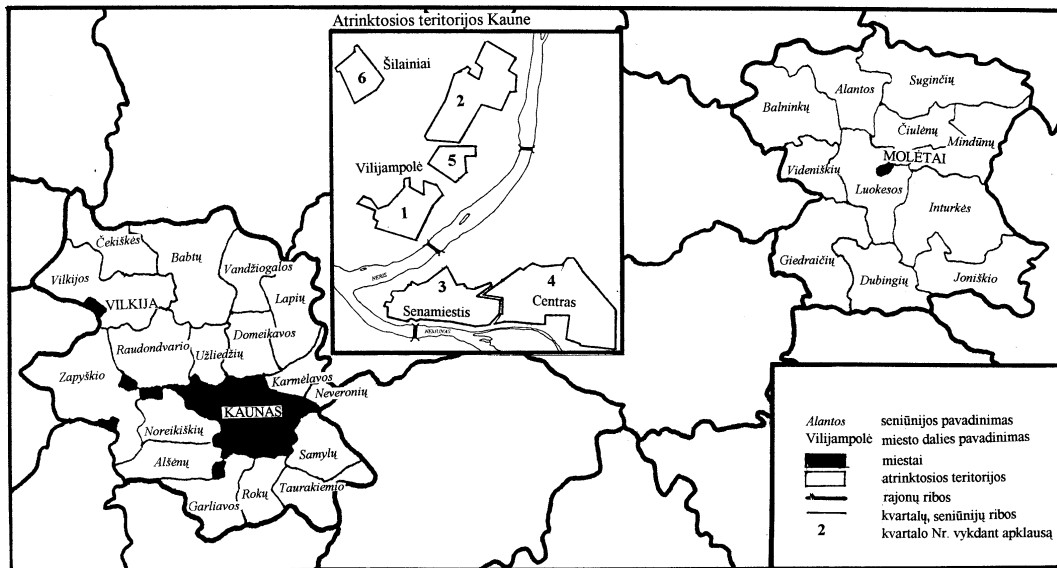 Atrinktosios teritorijos Kaune
6
Šilainiai
2
5
Vilijampolė
1
NERIS
3
Senamiestis
4
Centras
NEMUNAS
Suginčių
Alantos
Balninkų
Čiulėnų
Mindūnų
MOLĖTAI
Videniškių
Luokesos
Inturkės
Giedraičių
Dubingių
Joniškio
Čekiškės
Babtų
Vilkijos
Vandžiogalos
VILKIJA
Lapių
Domeikavos
Raudondvario
Užliedžių
Zapyškio
Karmėlavos
Neveronių
KAUNAS
Noreikiškių
Alšėnų
Samylų
Rokų
Taurakiemio
Garliavos
Alantos seniūnijos pavadinimas
Vilijampolė miesto dalies pavadinimas
miestai
atrinktosios teritorijos
rajonų ribos
kvartalų, seniūnijų ribos
2 kvartalo Nr. vykdant apklausą